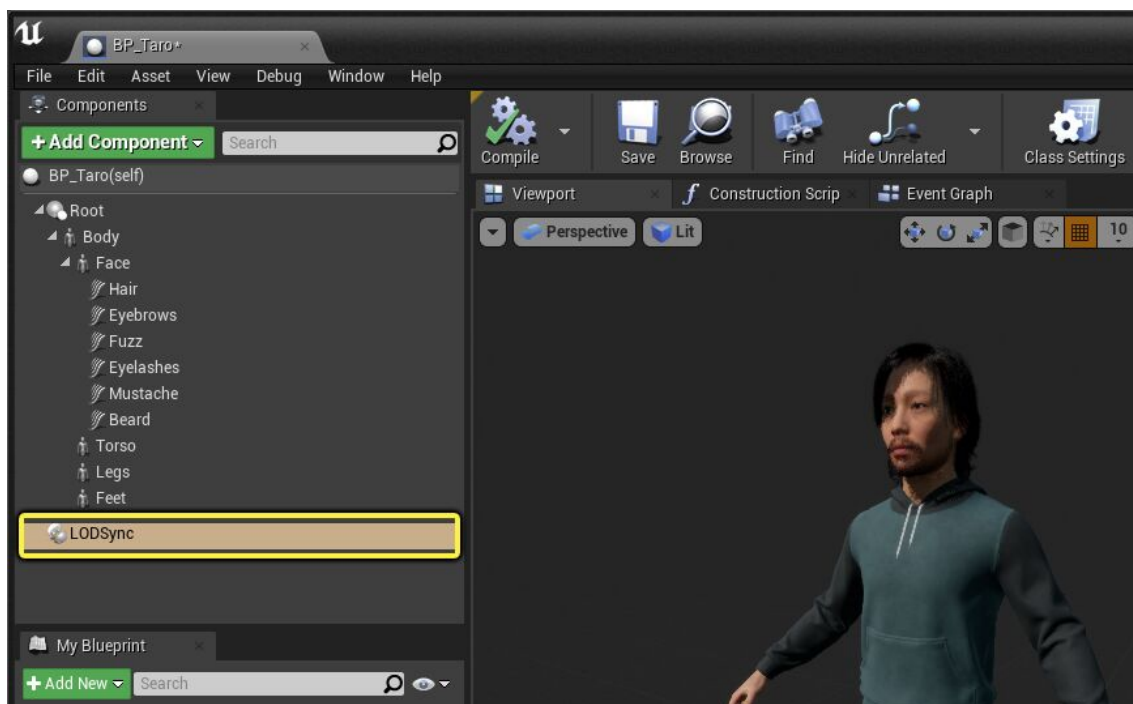 BP_Taro*
File Edit Asset View Debug Window Help
Components
+Add Component Search
BP_Taro(self)
Root
Body
Face
Hair
Eyebrows
Fuzz
Eyelashes
Mustache
Beard
Torso
Legs
Feet
LODSync
My Blueprint
+Add New Search
Compile Save Browse Find Hide Unrelated Class Settings
Viewport f Construction Scrip Event Graph
Perspective Lit 10